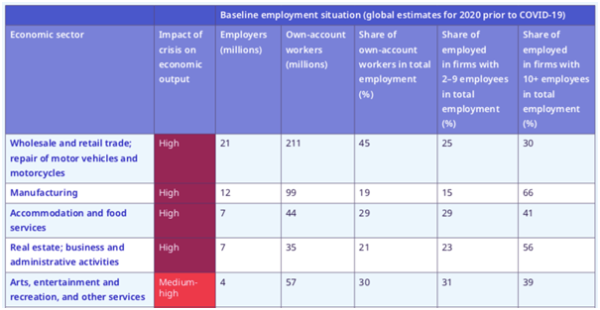 Baseline employment situation (global estimates for 2020 prior to COVID-19)
Economic sector
Impact of
crisis on
economic
output
Employers
(millions)
Own-account
workers
(millions)
Share of
own-account
workers in total
employment
(%)
Share of
employed
in firms with
2–9 employees
in total
employment
(%)
Share of
employed
in firms with
10+ employees
in total
employment
(%)
Wholesale and retail trade;
repair of motor vehicles and
motorcycles
High
21
211
45
25
30
Manufacturing
High
12
99
19
15
66
Accommodation and food
services
High
7
44
29
29
41
Real estate; business and
administrative activities
High
7
35
21
23
56
Arts, entertainment and
recreation, and other services
Medium-
high
4
57
30
31
39